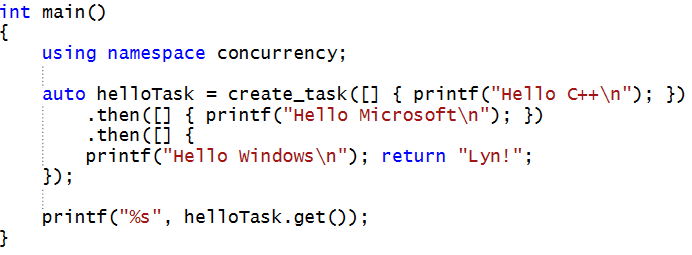 int main()
{
    using namespace concurrency;
    auto helloTask = create_task([] { printf("Hello C++\n"); })
        .then([] { printf("Hello Microsoft\n"); })
        .then([] {
        printf("Hello Windows\n"); return "Lyn!";
    });
    printf("%s", helloTask.get());
}